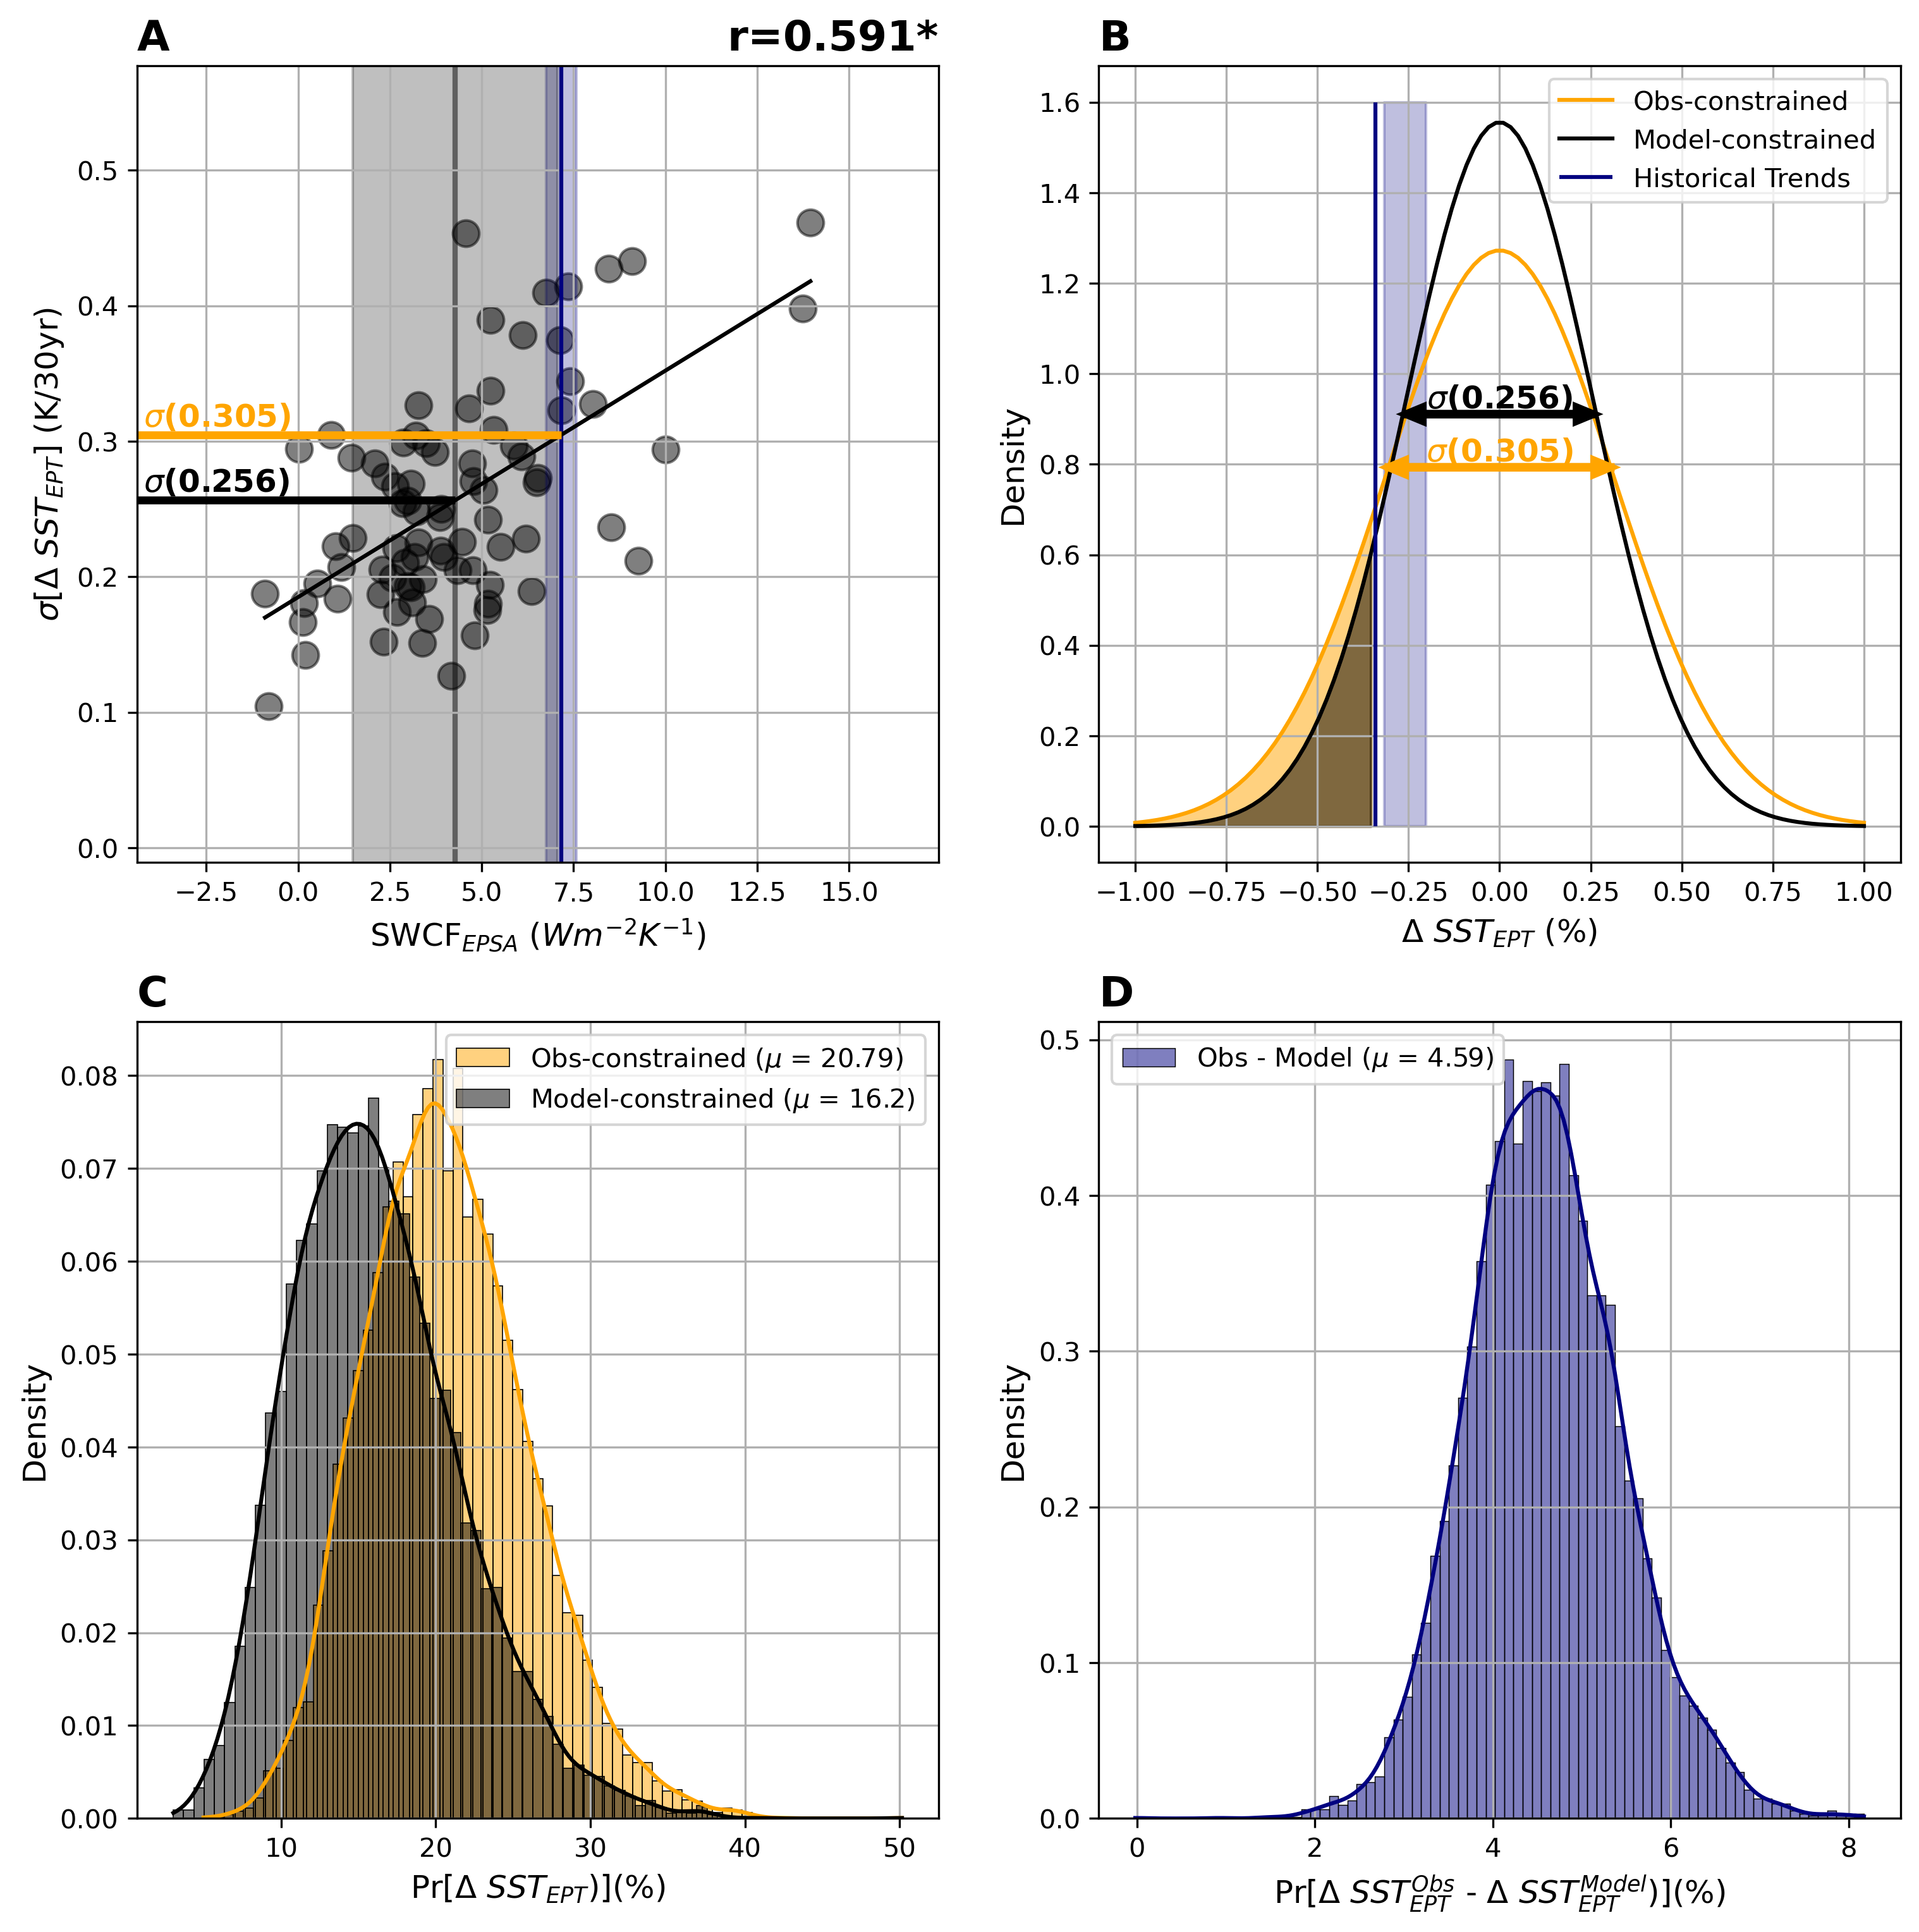 A
r=0.591*
σ[Δ SST_EPT] (K/30yr)
0.5
0.4
0.3
0.2
0.1
0.0
σ(0.305)
σ(0.256)
−2.5 0.0 2.5 5.0 7.5 10.0 12.5 15.0
SWCF_EPSA (Wm⁻²K⁻¹)
B
Density
1.6
1.4
1.2
1.0
0.8
0.6
0.4
0.2
0.0
Obs-constrained
Model-constrained
Historical Trends
σ(0.256)
σ(0.305)
−1.00 −0.75 −0.50 −0.25 0.00 0.25 0.50 0.75 1.00
Δ SST_EPT (%)
C
Density
0.08
0.07
0.06
0.05
0.04
0.03
0.02
0.01
0.00
Obs-constrained (μ = 20.79)
Model-constrained (μ = 16.2)
10 20 30 40 50
Pr[Δ SST_EPT)](%)
D
Density
0.5
0.4
0.3
0.2
0.1
0.0
Obs - Model (μ = 4.59)
0 2 4 6 8
Pr[Δ SST_EPT^Obs - Δ SST_EPT^Model)](%)